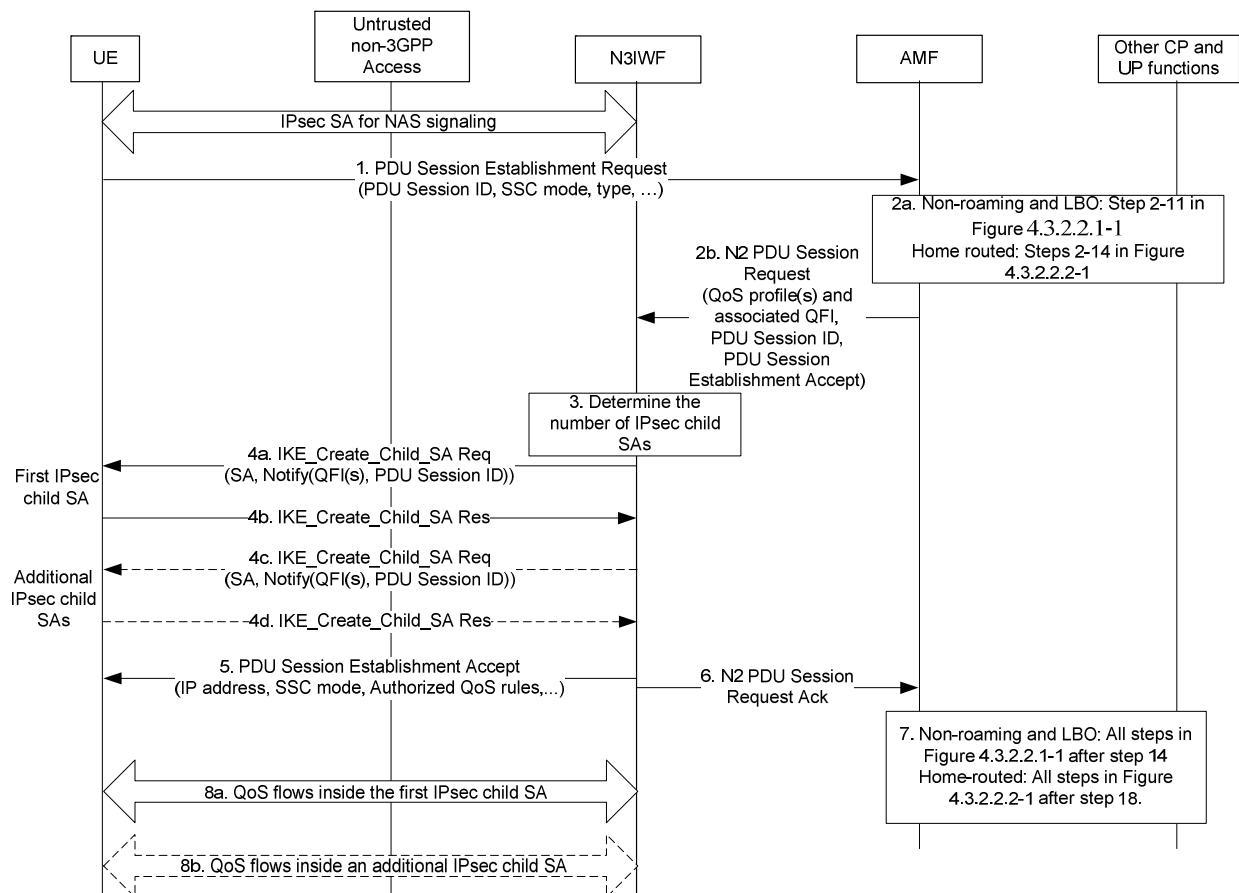 UE
Untrusted
non-3GPP
Access
N3IWF
AMF
Other CP and
UP functions
IPsec SA for NAS signaling
1. PDU Session Establishment Request
(PDU Session ID, SSC mode, type, …)
2a. Non-roaming and LBO: Step 2-11 in
Figure 4.3.2.2.1-1
Home routed: Steps 2-14 in Figure
4.3.2.2.2-1
2b. N2 PDU Session
Request
(QoS profile(s) and
associated QFI,
PDU Session ID,
PDU Session
Establishment Accept)
3. Determine the
number of IPsec child
SAs
4a. IKE_Create_Child_SA Req
(SA, Notify(QFI(s), PDU Session ID))
First IPsec
child SA
4b. IKE_Create_Child_SA Res
4c. IKE_Create_Child_SA Req
(SA, Notify(QFI(s), PDU Session ID))
Additional
IPsec child
SAs
4d. IKE_Create_Child_SA Res
5. PDU Session Establishment Accept
(IP address, SSC mode, Authorized QoS rules,...)
6. N2 PDU Session
Request Ack
7. Non-roaming and LBO: All steps in
Figure 4.3.2.2.1-1 after step 14
Home-routed: All steps in Figure
4.3.2.2.2-1 after step 18.
8a. QoS flows inside the first IPsec child SA
8b. QoS flows inside an additional IPsec child SA